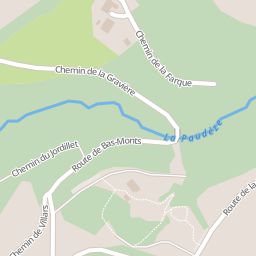 Chemin de la Farque
Chemin de la Gravière
La Paudèze
Route de Bas-Monts
Chemin du Jordillet
Chemin de Villars
Route de la